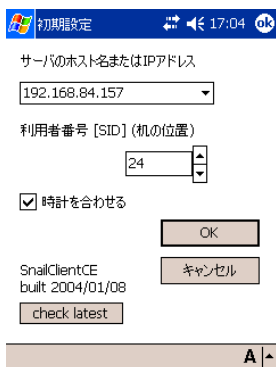 初期設定 17:04 ok
サーバのホスト名またはIPアドレス
192.168.84.157
利用者番号 [SID] (机の位置)
24
時計を合わせる
OK
SnailClientCE キャンセル
built 2004/01/08
check latest
A